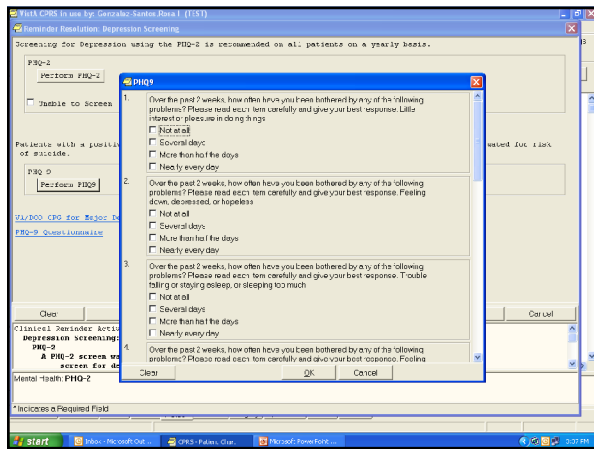 VistA CPRS in use by: Gonzalez-Santos,Rosa I (TEST)
Reminder Resolution: Depression Screening
Screening for Depression using the PHQ-2 is recommended on all patients on a yearly basis.
PHQ-2
Perform PHQ-2
Unable to Screen
Patients with a positiv
uated for risk
of suicide.
PHQ 9
Perform PHQ9
VA/DOD CPG for Major De
PHQ-9 Questionnaire
PHQ9
1.
Over the past 2 weeks, how often have you been bothered by any of the following
problems? Please read each item carefully and give your best response. Little
interest or pleasure in doing things
Not at all
Several days
More than half the days
Nearly every day
2.
Over the past 2 weeks, how often have you been bothered by any of the following
problems? Please read each item carefully and give your best response. Feeling
down, depressed, or hopeless
Not at all
Several days
More than half the days
Nearly every day
3.
Over the past 2 weeks, how often have you been bothered by any of the following
problems? Please read each item carefully and give your best response. Trouble
falling or staying asleep, or sleeping too much
Not at all
Several days
More than half the days
Nearly every day
4.
Over the past 2 weeks, how often have you been bothered by any of the following
problems? Please read each item carefully and give your best response. Feeling
Clear
OK
Cancel
Clear
Cancel
Clinical Reminder Activ
Depression Screening:
PHQ-2
A PHQ-2 screen wa
screen for de
Mental Health: PHQ-2
* Indicates a Required Field
start
Inbox - Microsoft Out ...
CPRS - Patient Char...
Microsoft PowerPoint ...
3:37 PM